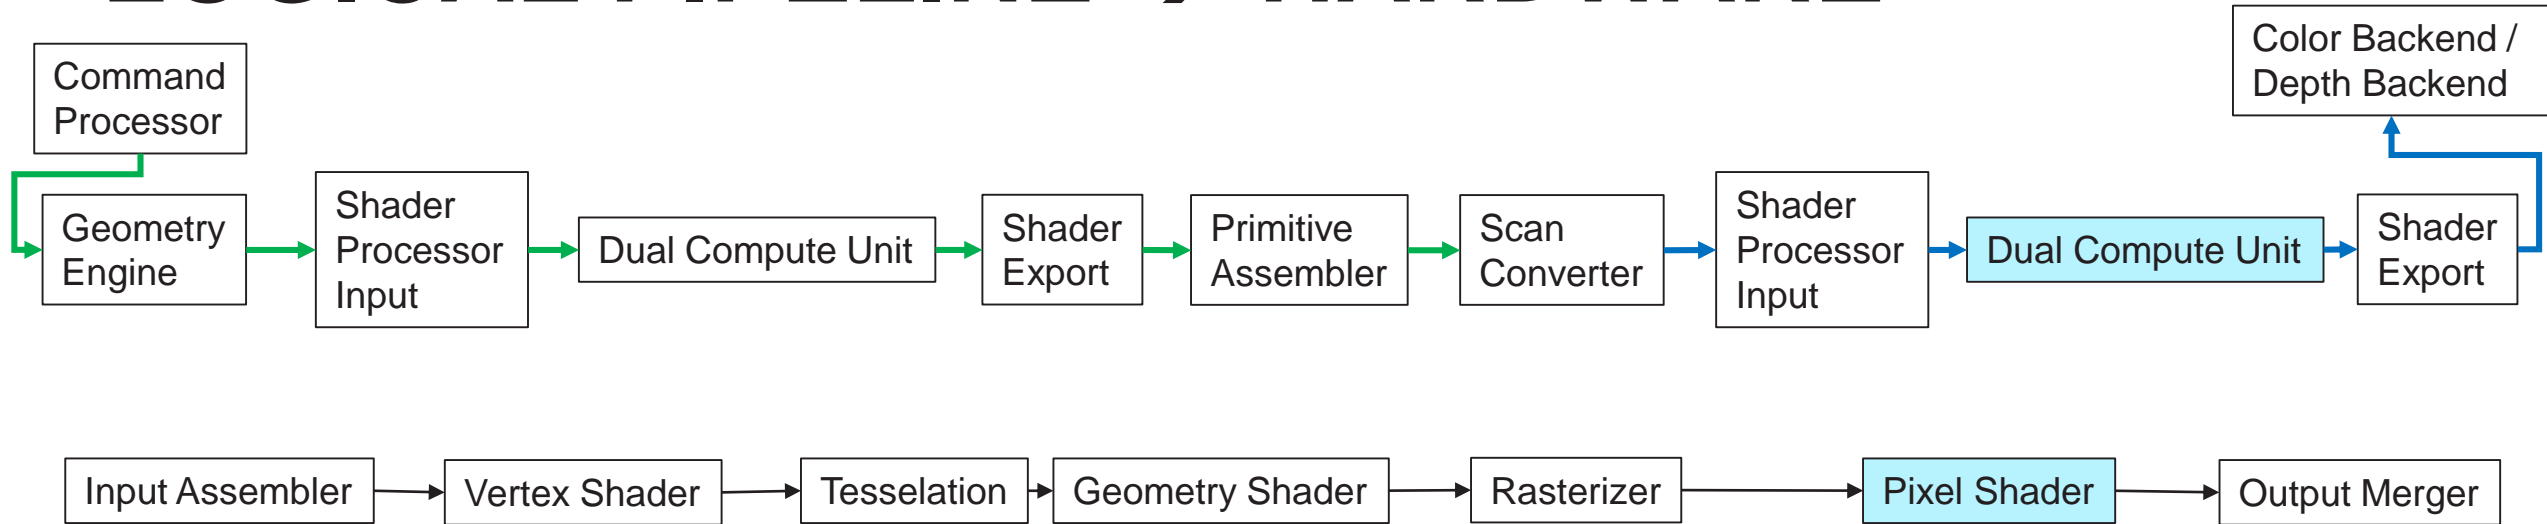 Command
Processor
Color Backend /
Depth Backend
Geometry
Engine
Shader
Processor
Input
Dual Compute Unit
Shader
Export
Primitive
Assembler
Scan
Converter
Shader
Processor
Input
Dual Compute Unit
Shader
Export
Input Assembler
Vertex Shader
Tesselation
Geometry Shader
Rasterizer
Pixel Shader
Output Merger